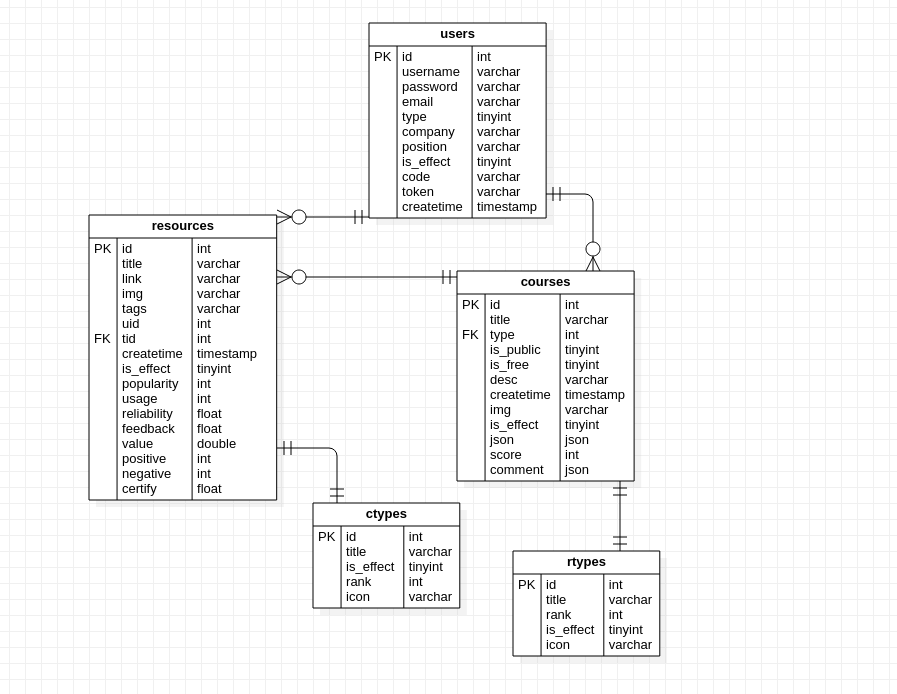 users
PK id int
username varchar
password varchar
email varchar
type tinyint
company varchar
position varchar
is_effect tinyint
code varchar
token varchar
createtime timestamp
resources
PK id int
title varchar
link varchar
img varchar
tags varchar
uid int
FK tid int
createtime timestamp
is_effect tinyint
popularity int
usage int
reliability float
feedback float
value double
positive int
negative int
certify float
courses
PK id int
title varchar
FK type int
is_public tinyint
is_free tinyint
desc varchar
createtime timestamp
img varchar
is_effect tinyint
json json
score int
comment json
ctypes
PK id int
title varchar
is_effect tinyint
rank int
icon varchar
rtypes
PK id int
title varchar
rank int
is_effect tinyint
icon varchar